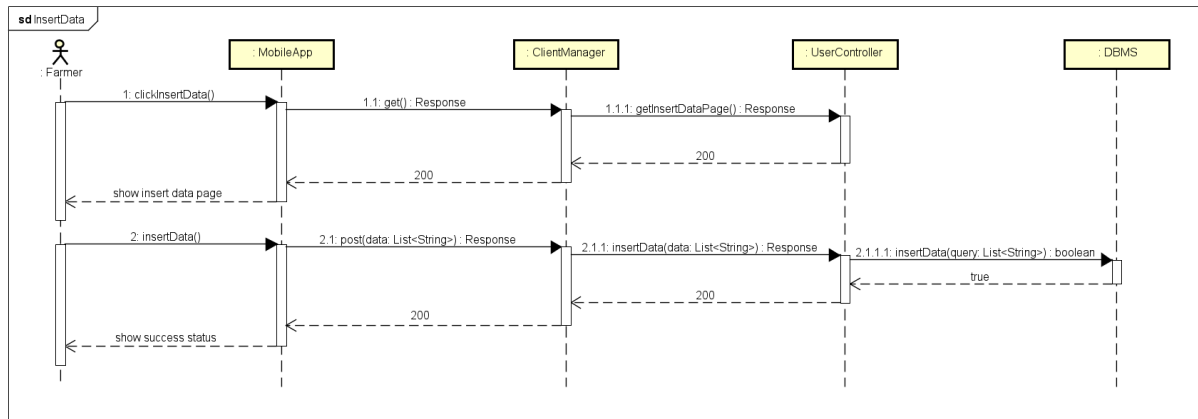 sd InsertData
: Farmer
: MobileApp
: ClientManager
: UserController
: DBMS
1: clickInsertData()
1.1: get() : Response
1.1.1: getInsertDataPage() : Response
200
200
show insert data page
2: insertData()
2.1: post(data: List<String>) : Response
2.1.1: insertData(data: List<String>) : Response
2.1.1.1: insertData(query: List<String>) : boolean
true
200
200
show success status